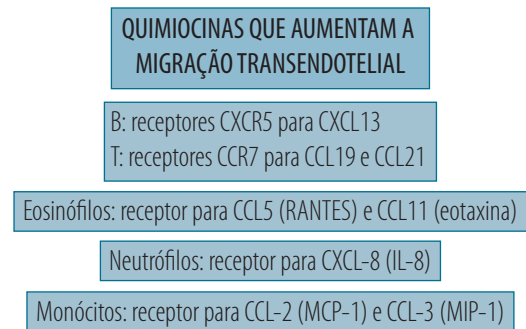 QUIMIOCINAS QUE AUMENTAM A
MIGRAÇÃO TRANSENDOTELIAL
B: receptores CXCR5 para CXCL13
T: receptores CCR7 para CCL19 e CCL21
Eosinófilos: receptor para CCL5 (RANTES) e CCL11 (eotaxina)
Neutrófilos: receptor para CXCL-8 (IL-8)
Monócitos: receptor para CCL-2 (MCP-1) e CCL-3 (MIP-1)